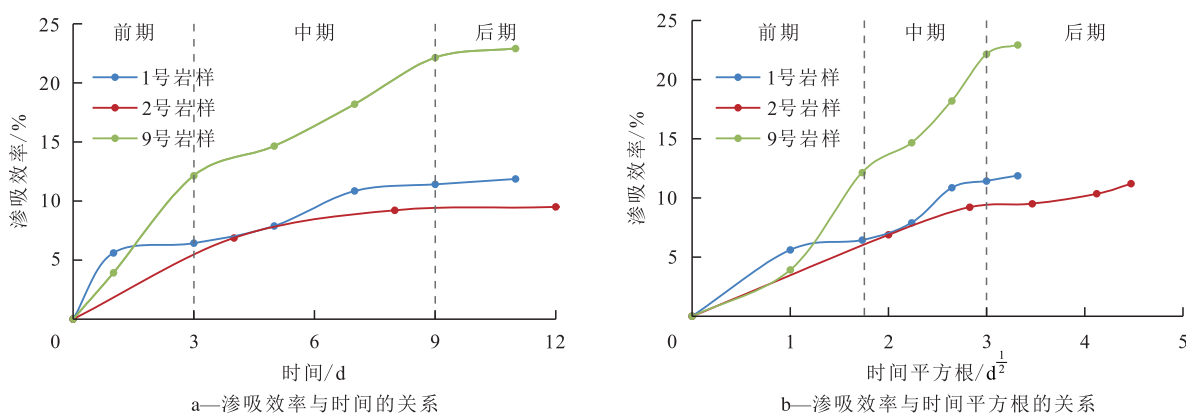 25
20
15
10
5
0
3
6
9
12
渗吸效率/%
前期
中期
后期
1号岩样
2号岩样
9号岩样
时间/d
a—渗吸效率与时间的关系
25
20
15
10
5
0
1
2
3
4
5
渗吸效率/%
前期
中期
后期
1号岩样
2号岩样
9号岩样
时间平方根/d^{1/2}
b—渗吸效率与时间平方根的关系